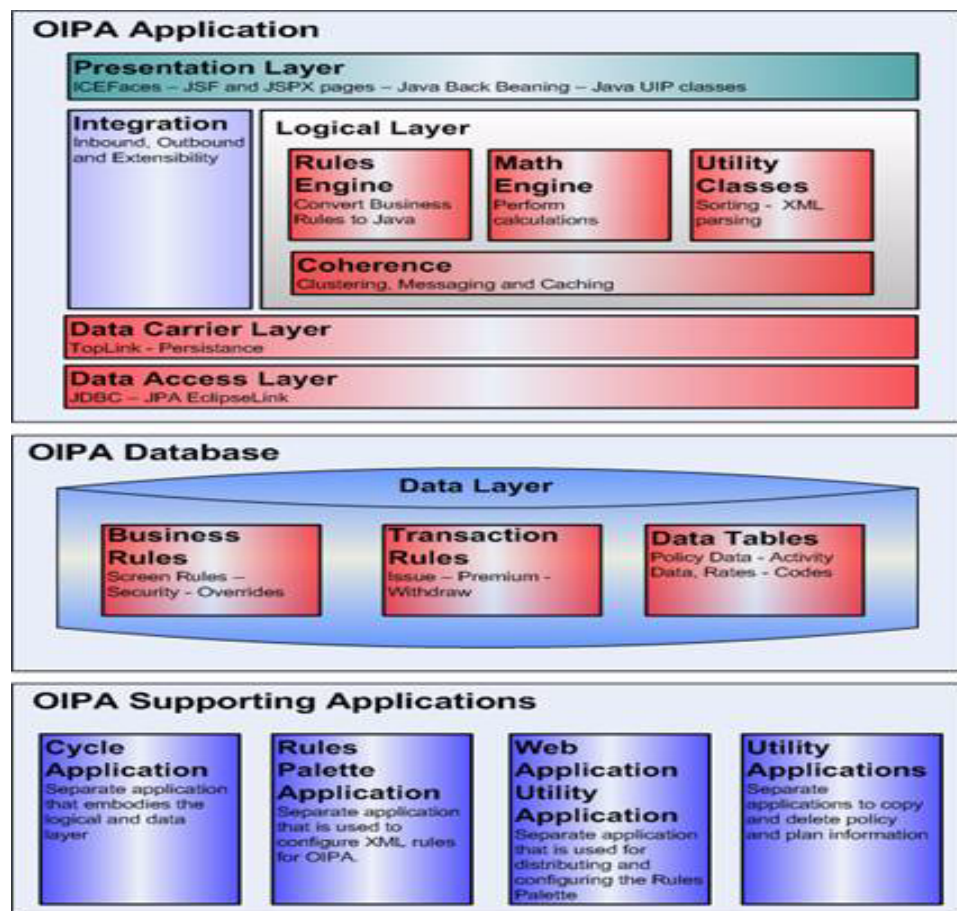 OIPA Application
Presentation Layer
ICEFaces – JSF and JSPX pages – Java Back Beaning – Java UIP classes
Integration
Inbound, Outbound
and Extensibility
Logical Layer
Rules
Engine
Convert Business
Rules to Java
Math
Engine
Perform
calculations
Utility
Classes
Sorting - XML
parsing
Coherence
Clustering, Messaging and Caching
Data Carrier Layer
TopLink - Persistance
Data Access Layer
JDBC – JPA EclipseLink
OIPA Database
Data Layer
Business
Rules
Screen Rules –
Security - Overrides
Transaction
Rules
Issue – Premium -
Withdraw
Data Tables
Policy Data - Activity
Data, Rates - Codes
OIPA Supporting Applications
Cycle
Application
Separate application
that embodies the
logical and data
layer
Rules
Palette
Application
Separate application
that is used to
configure XML rules
for OIPA.
Web
Application
Utility
Application
Separate application
that is used for
distributing and
configuring the Rules
Palette
Utility
Applications
Separate
applications to copy
and delete policy
and plan information